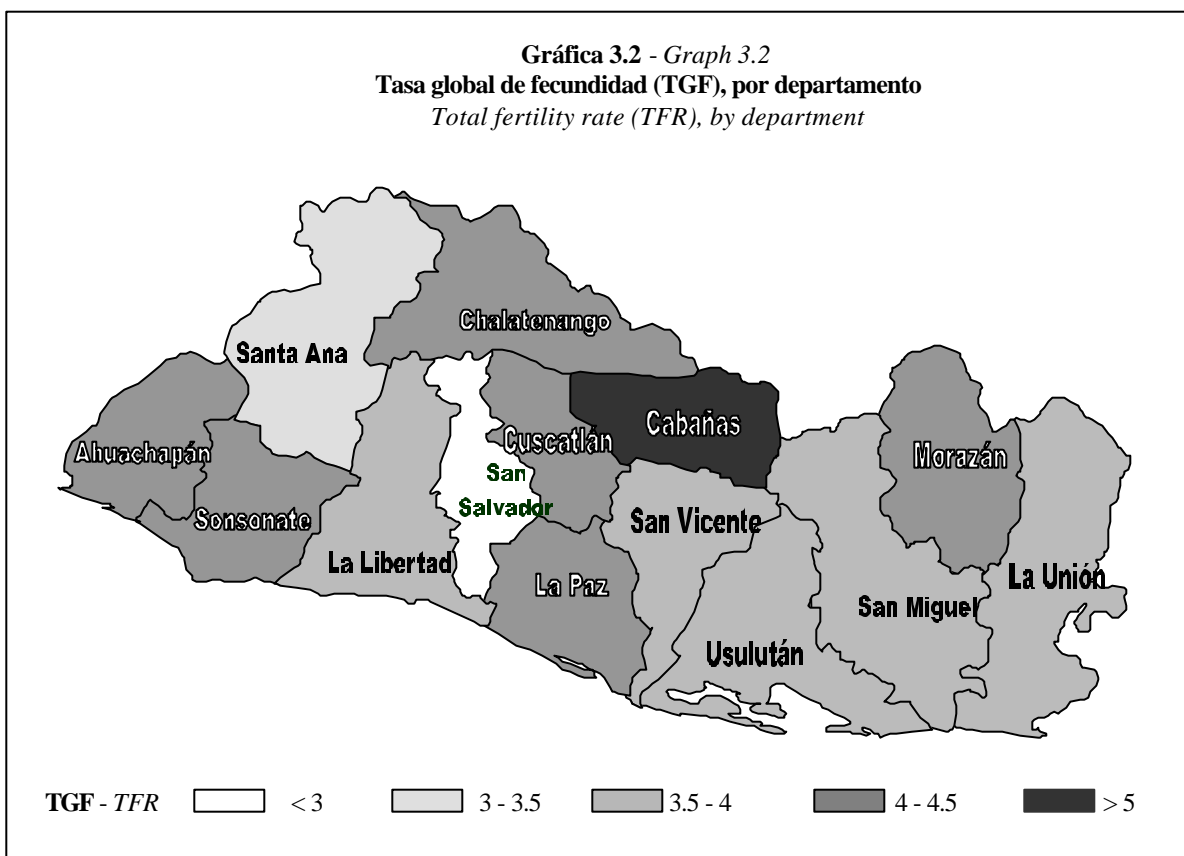 Gráfica 3.2 - Graph 3.2
Tasa global de fecundidad (TGF), por departamento
Total fertility rate (TFR), by department
Chalatenango
Santa Ana
Cabañas
Ahuachapán
Cuscatlán
Morazán
San
Salvador
Sonsonate
San Vicente
La Libertad
La Paz
La Unión
San Miguel
Usulután
TGF - TFR < 3 3 - 3.5 3.5 - 4 4 - 4.5 > 5